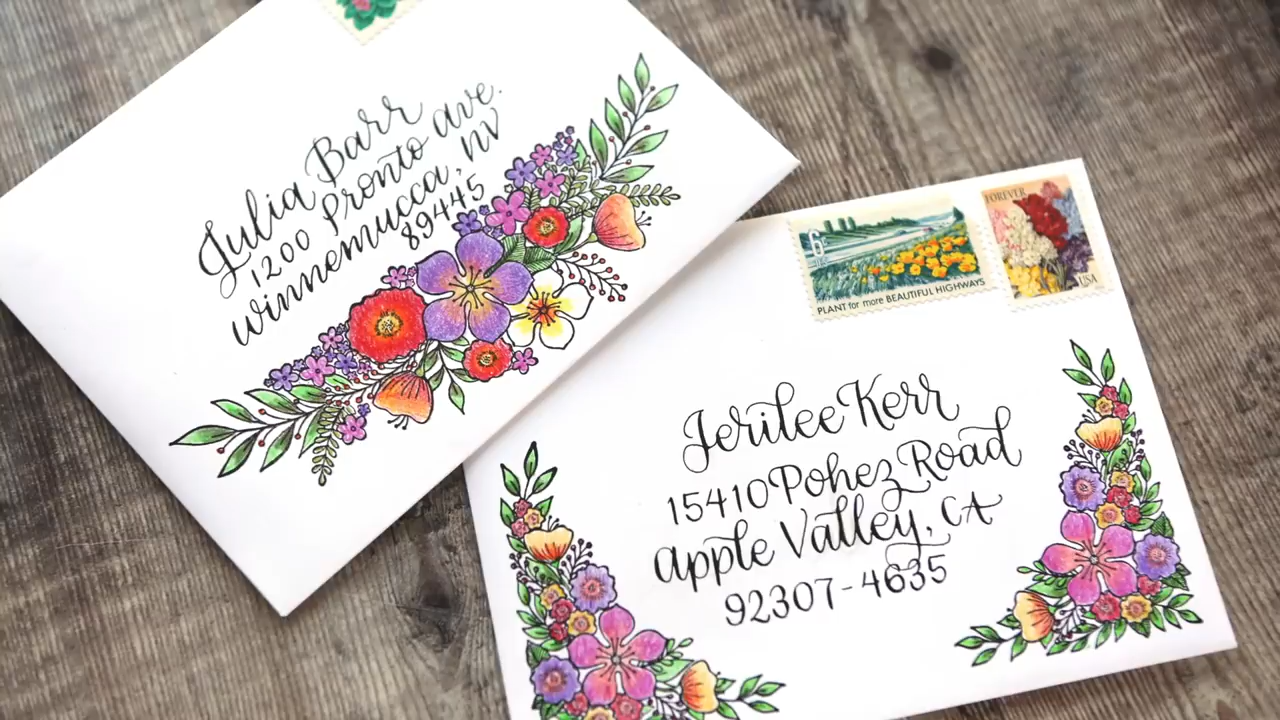 Julia Barr
1200 Pronto ave.
winnemucca, NV
89445
6¢
PLANT for more BEAUTIFUL HIGHWAYS
FOREVER
USA
Jerilee Kerr
15410 Pohez Road
apple Valley, CA
92307-4635